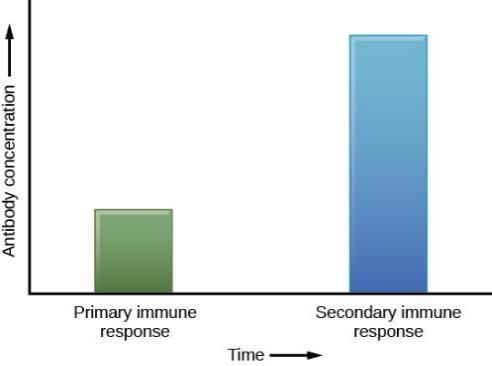 Antibody concentration
Primary immune
response
Secondary immune
response
Time